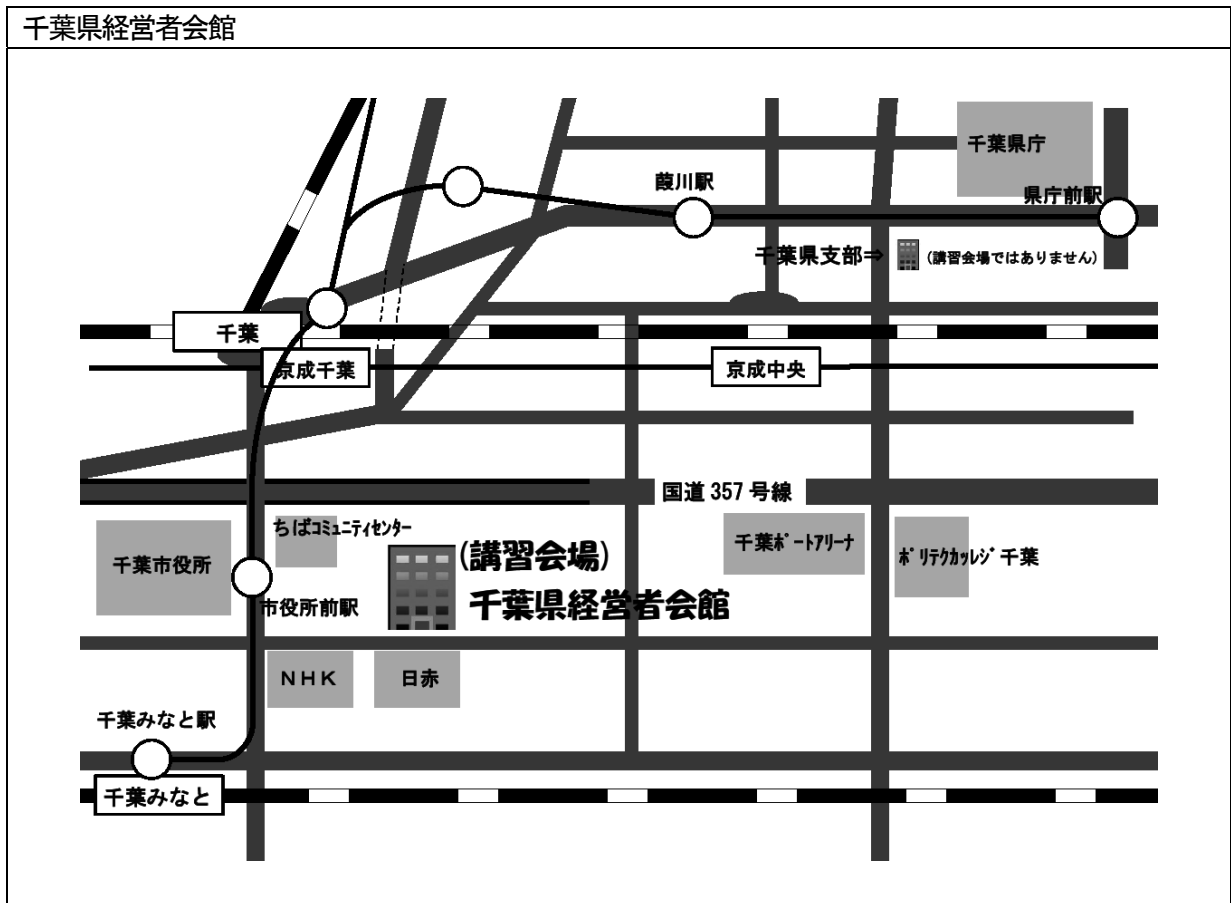 千葉県経営者会館
千葉県庁
葭川駅
県庁前駅
千葉県支部⇒
(講習会場ではありません)
千葉
京成千葉
京成中央
国道 357 号線
ちばｺﾐｭﾆﾃｨｾﾝﾀｰ
千葉市役所
(講習会場)
千葉県経営者会館
千葉ﾎﾟｰﾄｱﾘｰﾅ
ﾎﾟﾘﾃｸｶｯﾚｼﾞ千葉
市役所前駅
ＮＨＫ
日赤
千葉みなと駅
千葉みなと